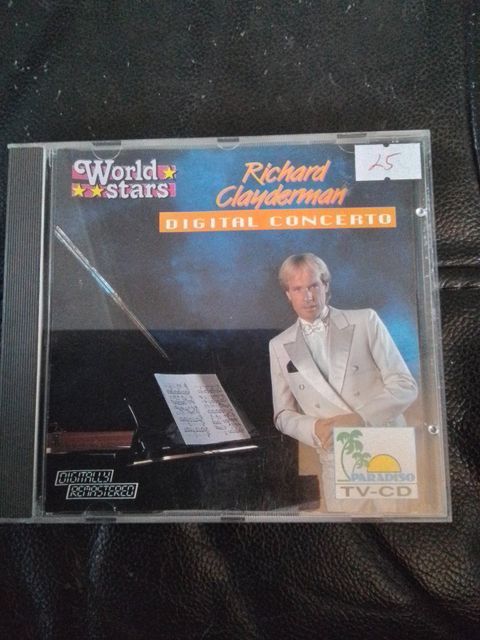 World
stars
Richard
Clayderman
DIGITAL CONCERTO
25
DIGITALLY
REMASTERED
PARADISO
TV-CD